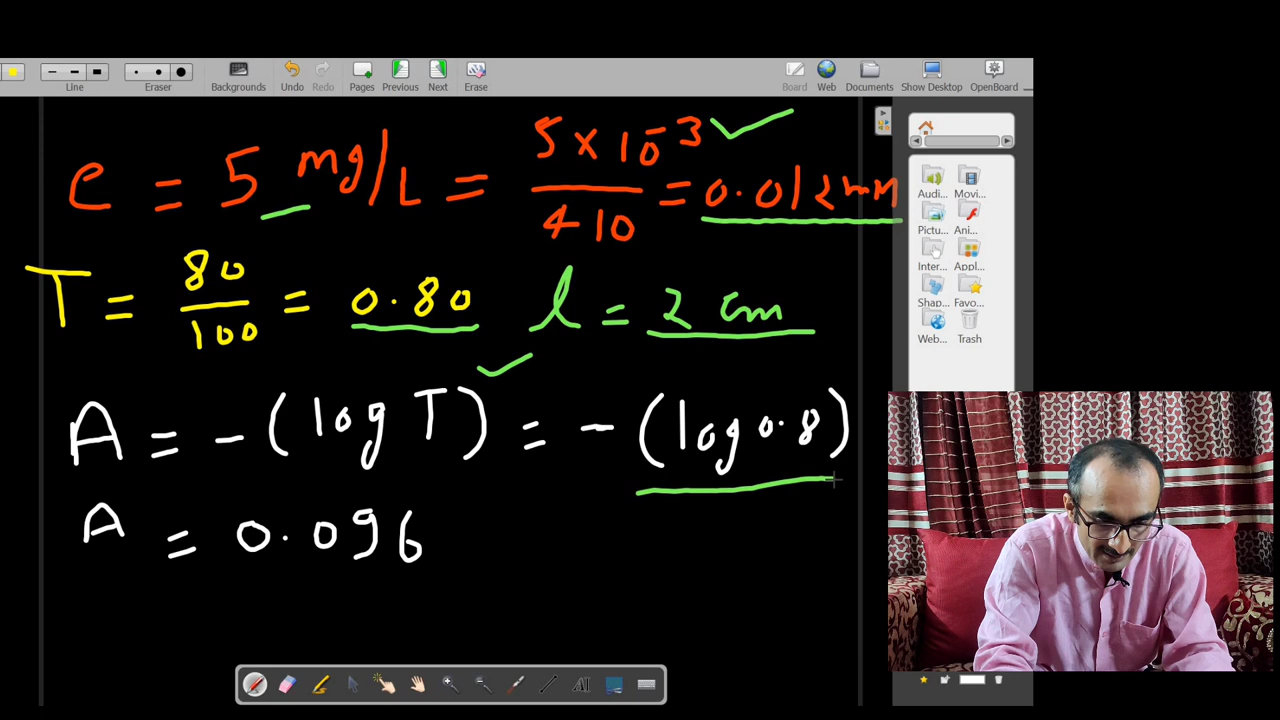 Line
Eraser
Backgrounds
Undo
Redo
Pages
Previous
Next
Erase
Board
Web
Documents
Show Desktop
OpenBoard
c = 5 mg/L = 5 × 10⁻³ / 410 = 0.012 mM
T = 80 / 100 = 0.80 l = 2 cm
A = - (log T) = - (log 0.8)
A = 0.096
Audi... Movi...
Pictu... Ani...
Inter... Appl...
Shap... Favo...
Web... Trash